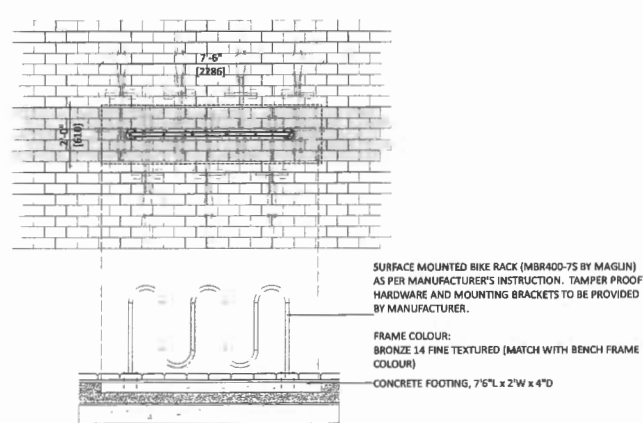 7'-6"
[2286]
2'-0"
[610]
SURFACE MOUNTED BIKE RACK (MBR400-7S BY MAGLIN)
AS PER MANUFACTURER'S INSTRUCTION. TAMPER PROOF
HARDWARE AND MOUNTING BRACKETS TO BE PROVIDED
BY MANUFACTURER.
FRAME COLOUR:
BRONZE 14 FINE TEXTURED (MATCH WITH BENCH FRAME
COLOUR)
CONCRETE FOOTING, 7'6"L x 2'W x 4"D